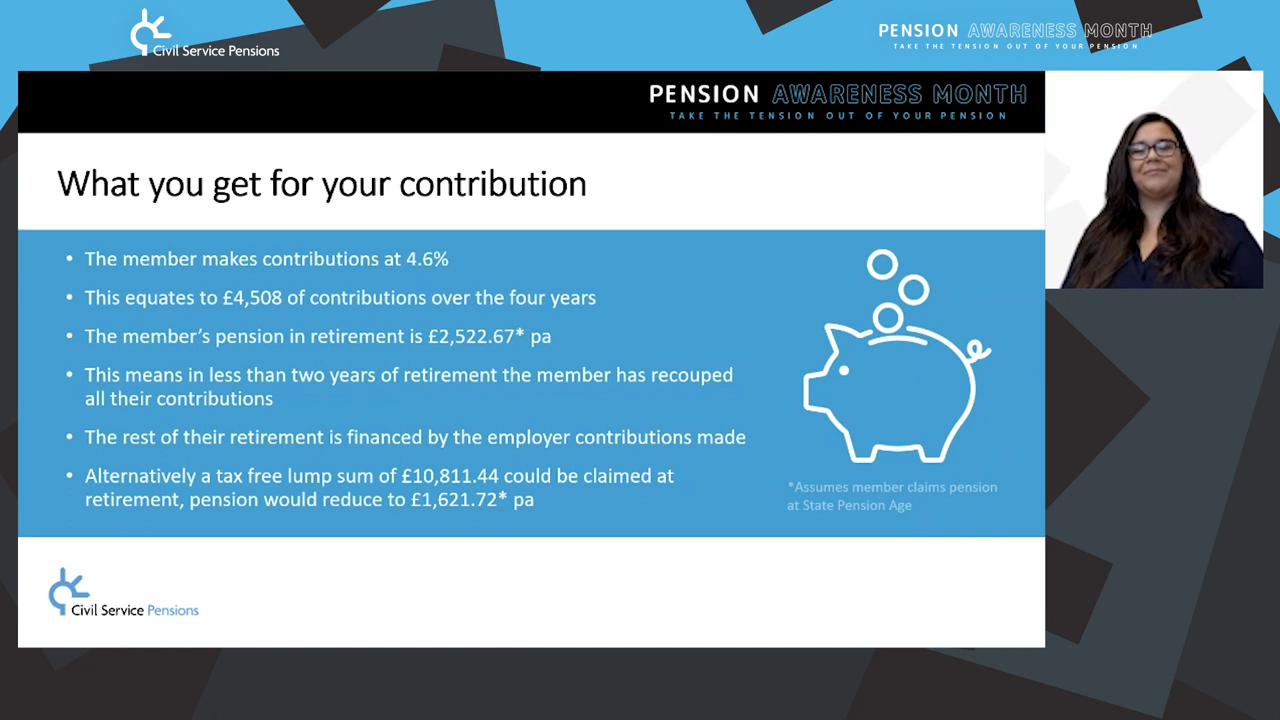 Civil Service Pensions
PENSION AWARENESS MONTH
TAKE THE TENSION OUT OF YOUR PENSION
PENSION AWARENESS MONTH
TAKE THE TENSION OUT OF YOUR PENSION
What you get for your contribution
• The member makes contributions at 4.6%
• This equates to £4,508 of contributions over the four years
• The member’s pension in retirement is £2,522.67* pa
• This means in less than two years of retirement the member has recouped
all their contributions
• The rest of their retirement is financed by the employer contributions made
• Alternatively a tax free lump sum of £10,811.44 could be claimed at
retirement, pension would reduce to £1,621.72* pa
*Assumes member claims pension
at State Pension Age
Civil Service Pensions